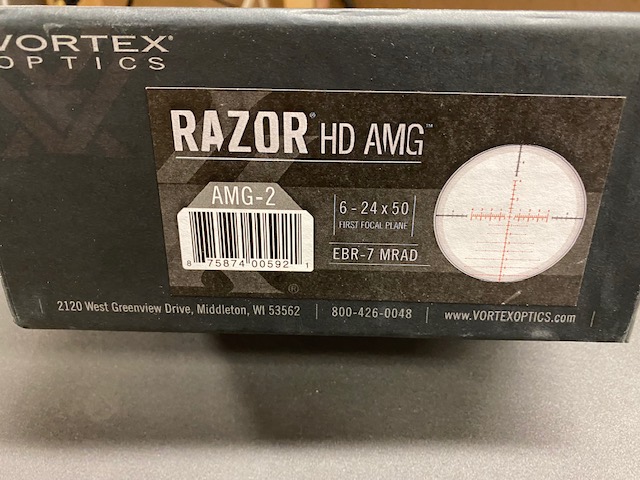 VORTEX®
OPTICS
RAZOR® HD AMG™
AMG-2
6-24x50
FIRST FOCAL PLANE
EBR-7 MRAD
8 75874 00592 1
®
2120 West Greenview Drive, Middleton, WI 53562 | 800-426-0048 | www.VORTEXOPTICS.com